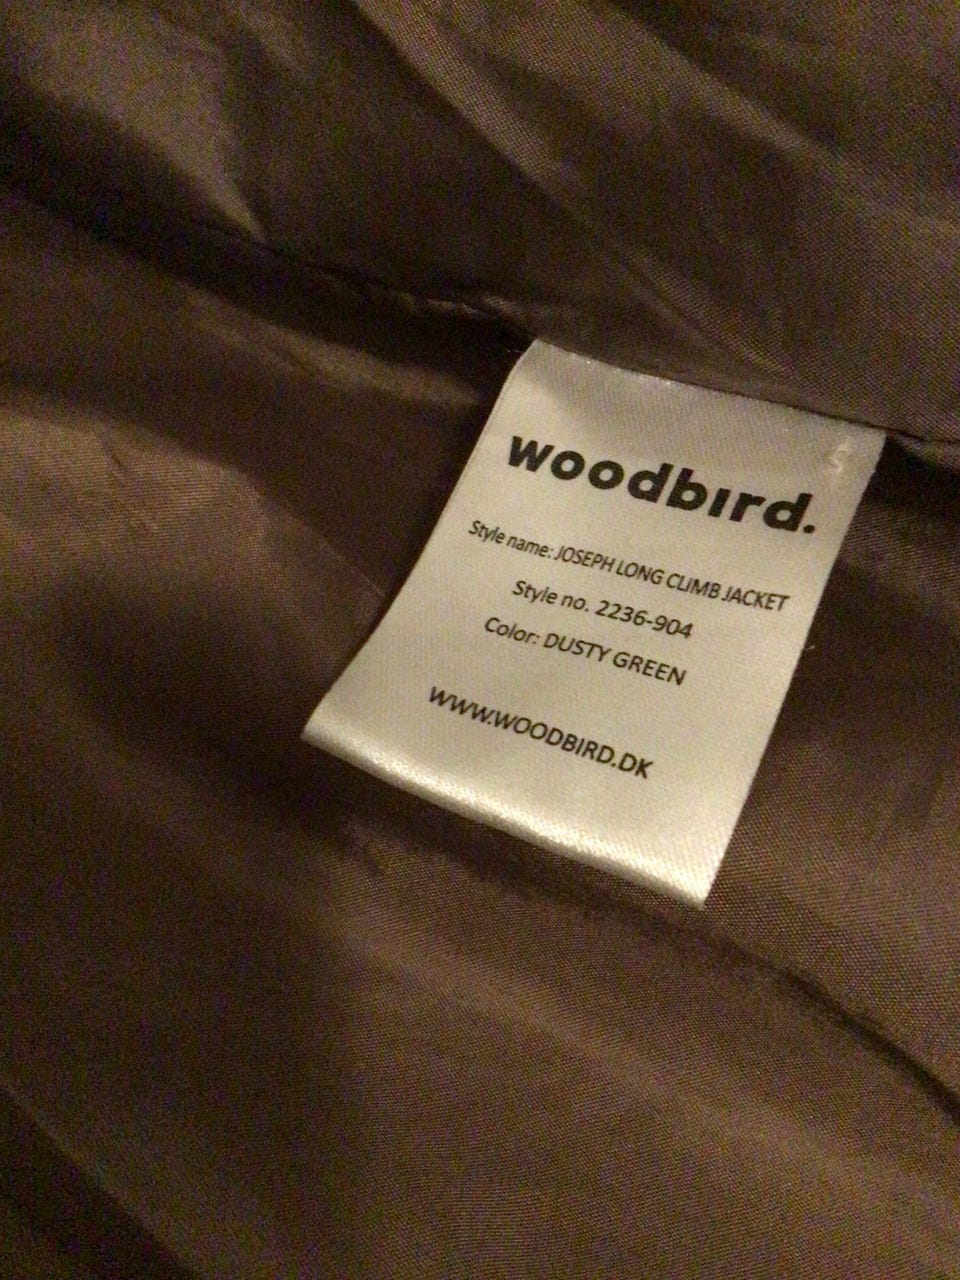 woodbird.
Style name: JOSEPH LONG CLIMB JACKET
Style no. 2236-904
Color: DUSTY GREEN
WWW.WOODBIRD.DK